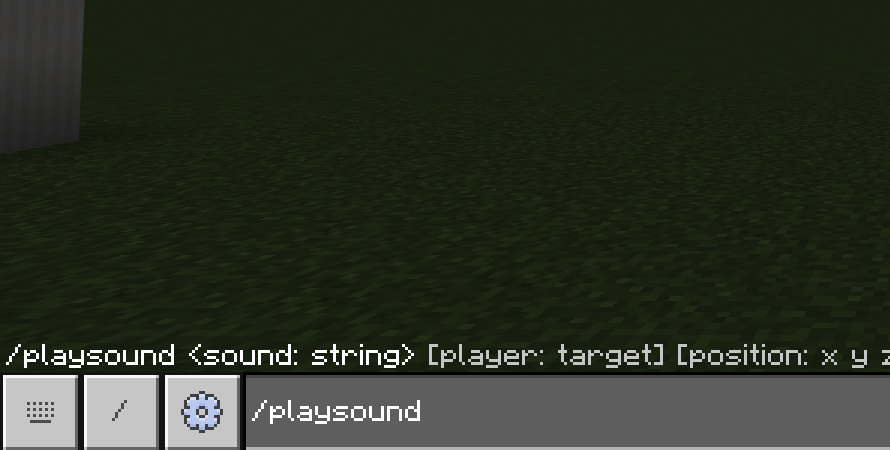 /playsound <sound: string> [player: target] [position: x y z
/
/playsound